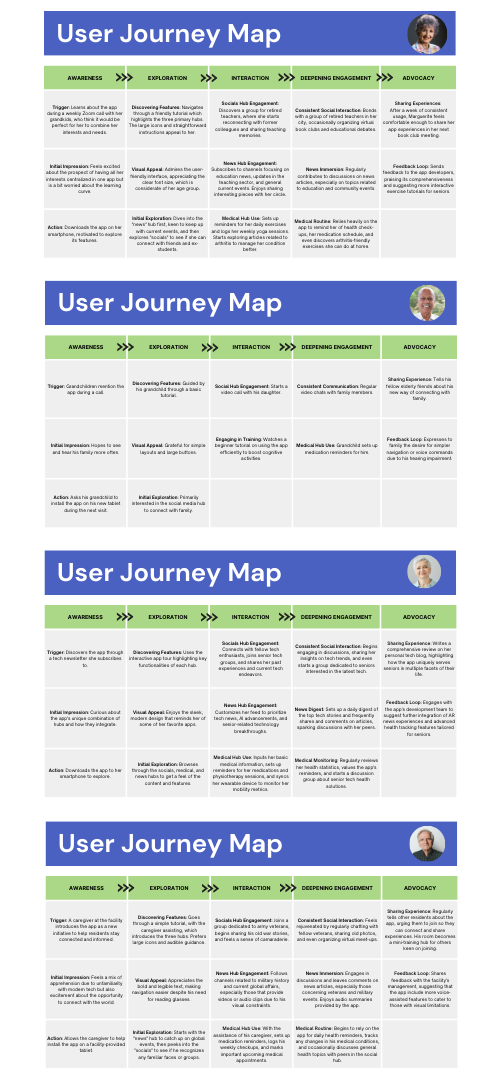 User Journey Map
AWARENESS
EXPLORATION
INTERACTION
DEEPENING ENGAGEMENT
ADVOCACY
Trigger: Learns about the app
during a weekly Zoom call with her
grandkids, who think it would be
perfect for her to combine her
interests and needs.
Discovering Features: Navigates
through a friendly tutorial which
highlights the three primary hubs.
The large icons and straightforward
instructions appeal to her.
Socials Hub Engagement:
Discovers a group for retired
teachers, where she starts
reconnecting with former
colleagues and sharing teaching
memories.
Consistent Social Interaction: Bonds
with a group of retired teachers in her
city, occasionally organizing virtual
book clubs and educational debates.
Sharing Experiences:
After a week of consistent
usage, Margarette feels
comfortable enough to share her
app experiences in her next
book club meeting.
Initial Impression: Feels excited
about the prospect of having all her
interests contained in one app but
is a bit worried about the learning
curve.
Visual Appeal: Admires the user-
friendly interface, appreciating the
clear font size, which is
considerate of her age group.
News Hub Engagement:
Subscribes to channels focusing on
education news, updates in the
teaching sector, and general
current events. Enjoys sharing
interesting pieces with her circle.
News Immersion: Regularly
contributes to discussions on news
articles, especially on topics related
to education and community events
Feedback Loop: Sends
feedback to the app developers,
praising its comprehensiveness
and suggesting more interactive
exercise tutorials for seniors.
Action: Downloads the app on her
smartphone, motivated to explore
its features.
Initial Exploration: Dives into the
"news" hub first, keen to keep up
with current events, and then
explores "socials" to see if she can
connect with friends and ex-
students.
Medical Hub Use: Sets up
reminders for her daily exercises
and logs her weekly yoga sessions.
Starts exploring articles related to
arthritis to manage her condition
better.
Medical Routine: Relies heavily on the
app to remind her of health check-
ups, her medication schedule, and
even discovers arthritis-friendly
exercises she can do at home.
User Journey Map
AWARENESS
EXPLORATION
INTERACTION
DEEPENING ENGAGEMENT
ADVOCACY
Trigger: Grandchildren mention the
app during a call.
Discovering Features: Guided by
his grandchild through a basic
tutorial.
Social Hub Engagement: Starts a
video call with his daughter.
Consistent Communication: Regular
video chats with family members.
Sharing Experience: Tells his
fellow elderly friends about his
new way of connecting with
family.
Initial Impression: Hopes to see
and hear his family more often.
Visual Appeal: Grateful for simple
layouts and large buttons.
Engaging in Training: Watches a
beginner tutorial on using the app
efficiently to boost cognitive
activities.
Medical Hub Use: Grandchild sets up
medication reminders for him.
Feedback Loop: Expresses to
family the desire for simpler
navigation or voice commands
due to his hearing impairment.
Action: Asks his grandchild to
install the app on his new tablet
during the next visit.
Initial Exploration: Primarily
interested in the social media hub
to connect with family.
User Journey Map
AWARENESS
EXPLORATION
INTERACTION
DEEPENING ENGAGEMENT
ADVOCACY
Trigger: Discovers the app through
a tech newsletter she subscribes
to.
Discovering Features: Uses the
interactive app tour highlighting key
functionalities of each hub.
Socials Hub Engagement:
Connects with fellow tech
enthusiasts, joins senior tech
groups, and shares her past
experiences and current tech
endeavors.
Consistent Social Interaction: Begins
engaging in discussions, sharing her
insights on tech trends, and even
starts a group dedicated to seniors
interested in the latest tech.
Sharing Experience: Writes a
comprehensive review on her
personal tech blog, highlighting
how the app uniquely serves
seniors in multiple facets of their
life.
Initial Impression: Curious about
the app's unique combination of
hubs and how they integrate.
Visual Appeal: Enjoys the sleek,
modern design that reminds her of
some of her favorite apps.
News Hub Engagement:
Customizes her feed to prioritize
tech news, AI advancements, and
senior-related technology
breakthroughs.
News Digest: Sets up a daily digest of
the top tech stories and frequently
shares and comments on articles,
sparking discussions with her peers.
Feedback Loop: Engages with
the app's development team to
suggest further integration of AR
news experiences and advanced
health tracking features tailored
for seniors.
Action: Downloads the app to her
smartphone to explore.
Initial Exploration: Browses
through the socials, medical, and
news hubs to get a feel of the
content and features.
Medical Hub Use: Inputs her basic
medical information, sets up
reminders for her medications and
physiotherapy sessions, and syncs
her wearable device to monitor her
mobility metrics.
Medical Monitoring: Regularly reviews
her health statistics, values the app's
reminders, and starts a discussion
group about senior tech health
solutions.
User Journey Map
AWARENESS
EXPLORATION
INTERACTION
DEEPENING ENGAGEMENT
ADVOCACY
Trigger: A caregiver at the facility
introduces the app as a new
initiative to help residents stay
connected and informed.
Discovering Features: Goes
through a simple tutorial, with the
caregiver assisting, which
introduces the three hubs. Prefers
large icons and audible guidance.
Socials Hub Engagement: Joins a
group dedicated to army veterans,
begins sharing his old war stories,
and feels a sense of camaraderie.
Consistent Social Interaction: Feels
rejuvenated by regularly chatting with
fellow veterans, sharing old photos,
and even organizing virtual meet-ups.
Sharing Experience: Regularly
tells other residents about the
app, urging them to join so they
can connect and share
experiences. His room becomes
a mini-training hub for others
keen on joining.
Initial Impression: Feels a mix of
apprehension due to unfamiliarity
with modern tech but also
excitement about the opportunity
to connect with the world.
Visual Appeal: Appreciates the
bold and legible text, making
navigation easier despite his need
for reading glasses.
News Hub Engagement: Follows
channels related to military history
and current global affairs,
especially those that provide
videos or audio clips due to his
visual constraints.
News Immersion: Engages in
discussions and leaves comments on
news articles, especially those
concerning veterans and military
events. Enjoys audio summaries
provided by the app.
Feedback Loop: Shares
feedback with the facility's
management, suggesting that
the app include more voice-
assisted features to cater to
those with visual limitations.
Action: Allows the caregiver to help
install the app on a facility-provided
tablet.
Initial Exploration: Starts with the
"news" hub to catch up on global
events, then peeks into the
"socials" to see if he recognizes
any familiar faces or groups.
Medical Hub Use: With the
assistance of his caregiver, sets up
medication reminders, logs his
weekly checkups, and marks
important upcoming medical
appointments.
Medical Routine: Begins to rely on the
app for daily health reminders, tracks
any changes in his medical condition,
and occasionally discusses general
health topics with peers in the social
hub.